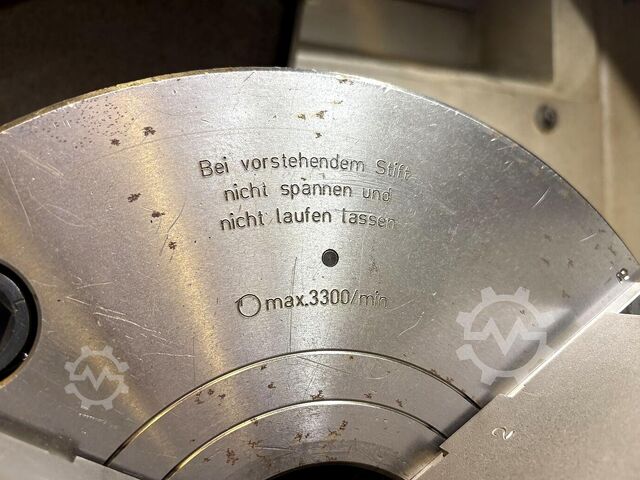 Bei vorstehendem Stift
nicht spannen und
nicht laufen lassen
max.3300/min
2